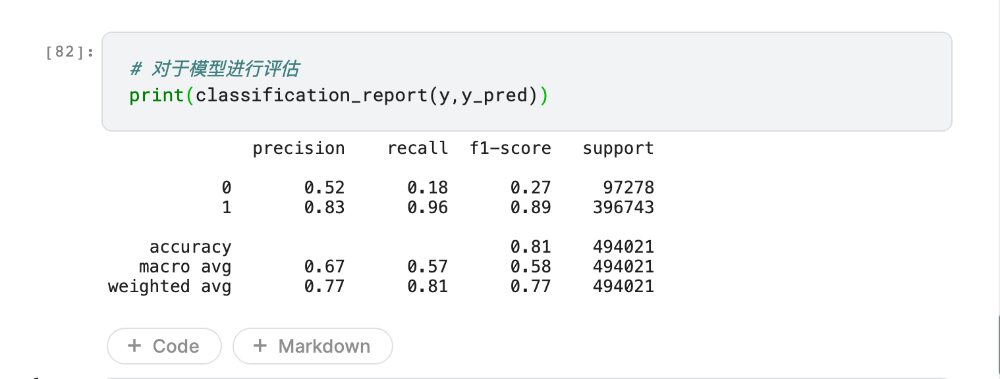 [82]:
# 对于模型进行评估
print(classification_report(y,y_pred))
precision recall f1-score support
0 0.52 0.18 0.27 97278
1 0.83 0.96 0.89 396743
accuracy 0.81 494021
macro avg 0.67 0.57 0.58 494021
weighted avg 0.77 0.81 0.77 494021
+ Code + Markdown